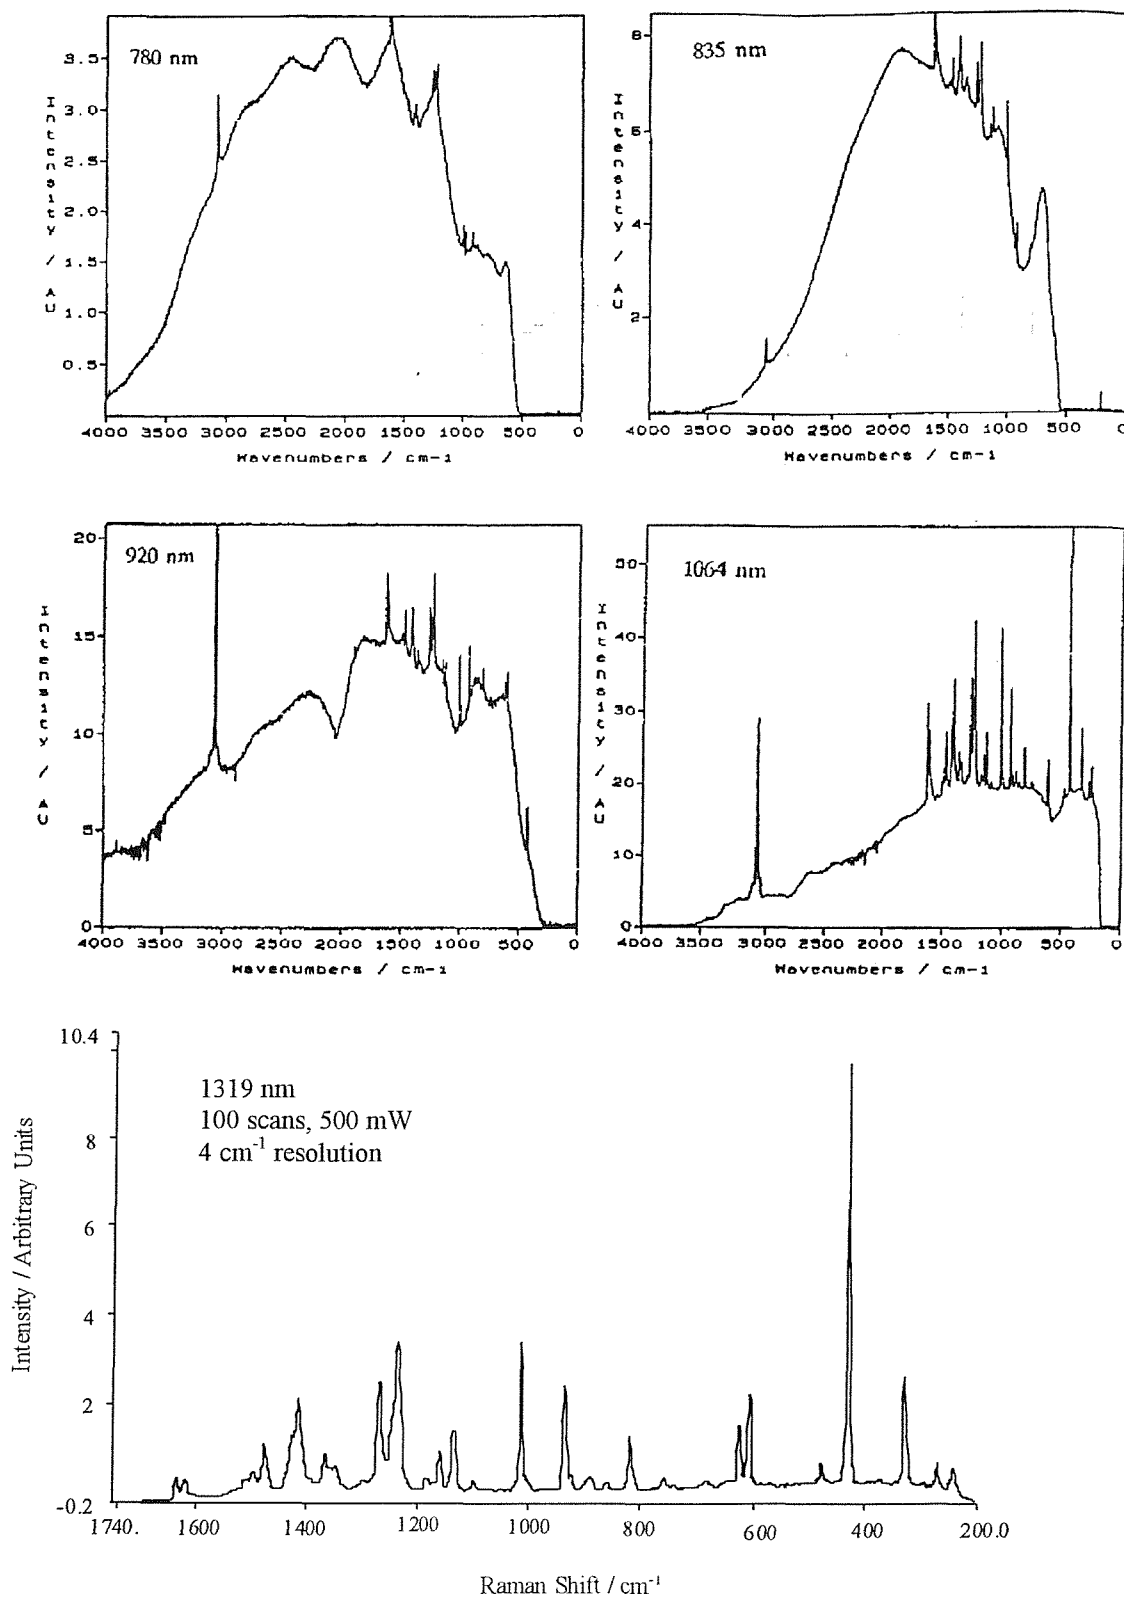 780 nm
Intensity / AU
3.5
3.0
2.5
2.0
1.5
1.0
0.5
4000 3500 3000 2500 2000 1500 1000 500 0
Wavenumbers / cm-1
835 nm
Intensity / AU
8
6
4
2
4000 3500 3000 2500 2000 1500 1000 500 0
Wavenumbers / cm-1
920 nm
Intensity / AU
20
15
10
5
0
4000 3500 3000 2500 2000 1500 1000 500 0
Wavenumbers / cm-1
1064 nm
Intensity / AU
50
40
30
20
10
0
4000 3500 3000 2500 2000 1500 1000 500 0
Wavenumbers / cm-1
1319 nm
100 scans, 500 mW
4 cm-1 resolution
Intensity / Arbitrary Units
10.4
8
6
4
2
-0.2
1740. 1600 1400 1200 1000 800 600 400 200.0
Raman Shift / cm-1